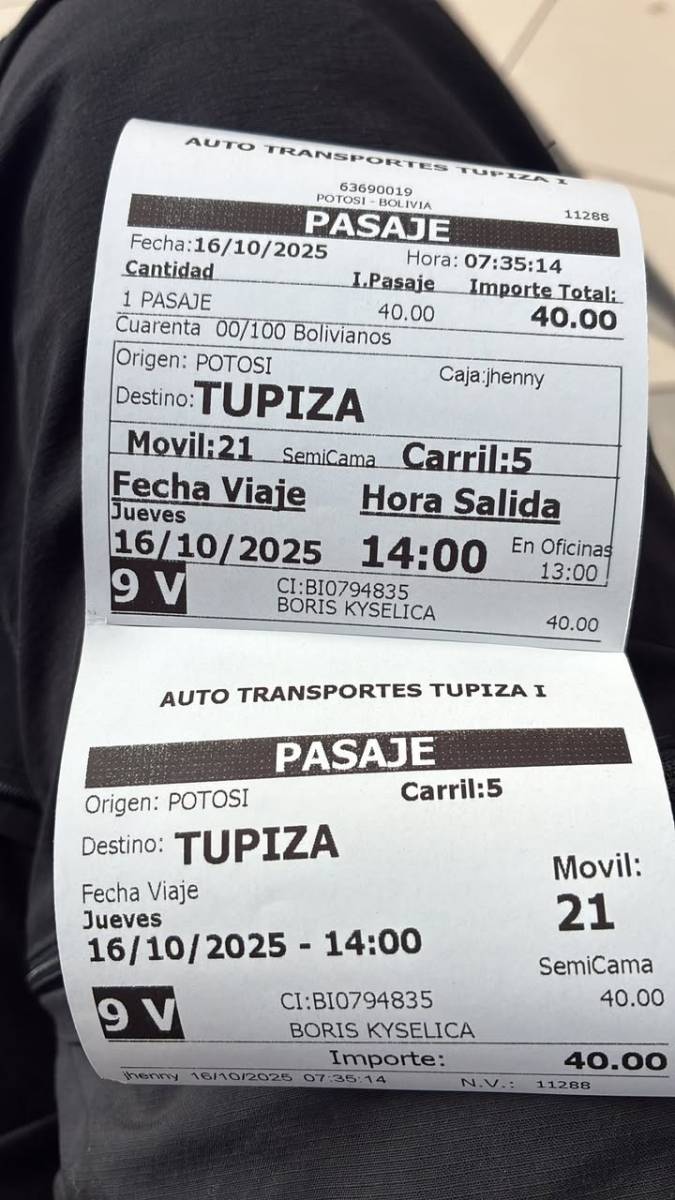 AUTO TRANSPORTES TUPIZA I
63690019
POTOSI - BOLIVIA
11288
PASAJE
Fecha:16/10/2025 Hora: 07:35:14
Cantidad I.Pasaje Importe Total:
1 PASAJE 40.00 40.00
Cuarenta 00/100 Bolivianos
Origen: POTOSI Caja:jhenny
Destino:TUPIZA
Movil:21 SemiCama Carril:5
Fecha Viaje Hora Salida
Jueves
16/10/2025 14:00 En Oficinas
13:00
9 V CI:BI0794835
BORIS KYSELICA 40.00
AUTO TRANSPORTES TUPIZA I
PASAJE
Origen: POTOSI Carril:5
Destino: TUPIZA
Movil:
Fecha Viaje
21
Jueves
16/10/2025 - 14:00
SemiCama
9 V CI:BI0794835 40.00
BORIS KYSELICA
Importe: 40.00
jhenny 16/10/2025 07:35:14 N.V.: 11288